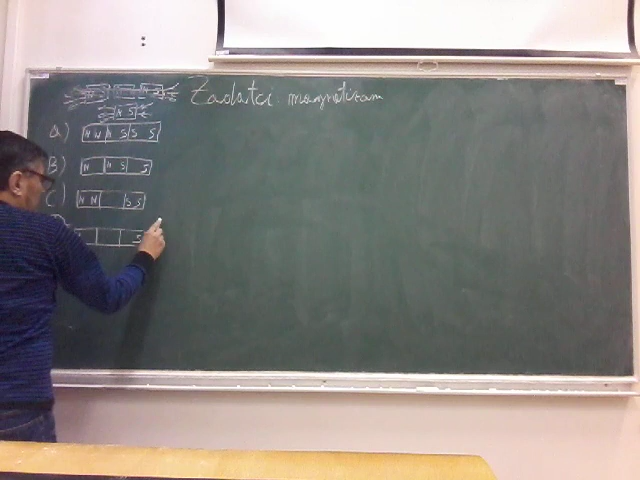 Zadatci: magnetizam
N S
A) N N N S S S
B) N N S S
C) N N S S
S